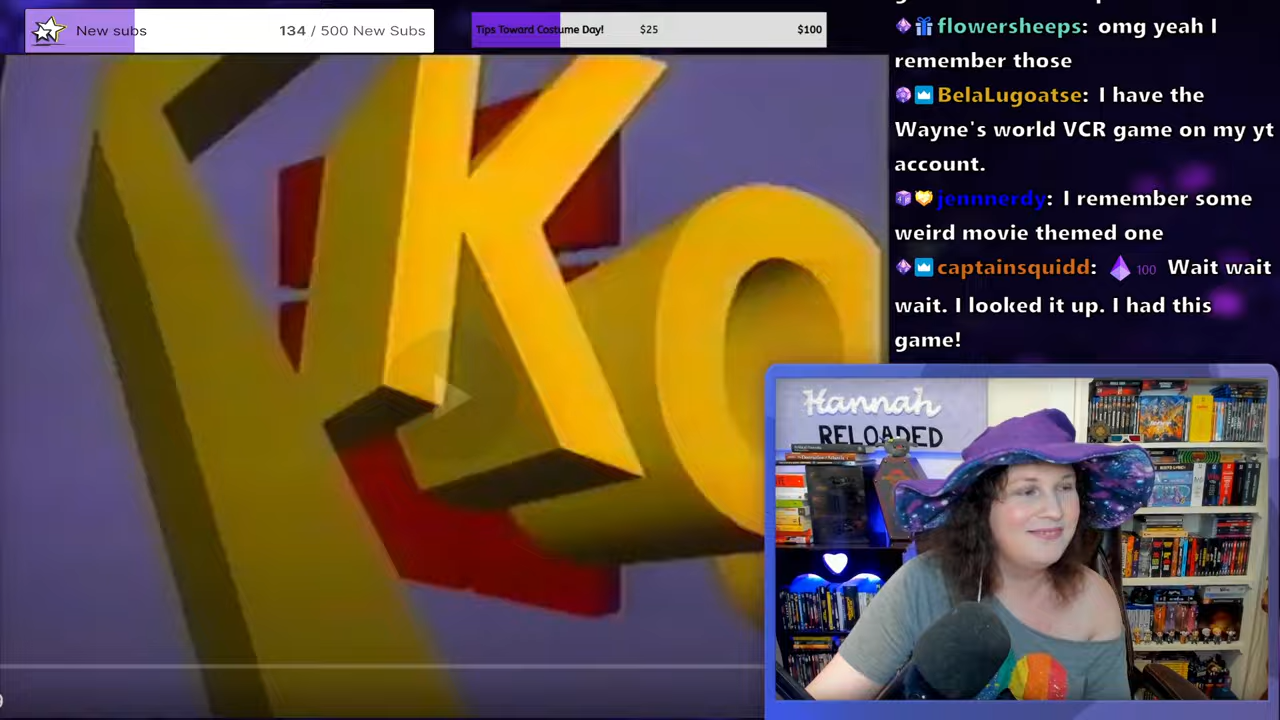 New subs
134 / 500 New Subs
Tips Toward Costume Day!
$25
$100
flowersheeps: omg yeah I
remember those
BelaLugoatse: I have the
Wayne's world VCR game on my yt
account.
jennnerdy: I remember some
weird movie themed one
captainsquidd: 100 Wait wait
wait. I looked it up. I had this
game!
Ko
Hannah
RELOADED